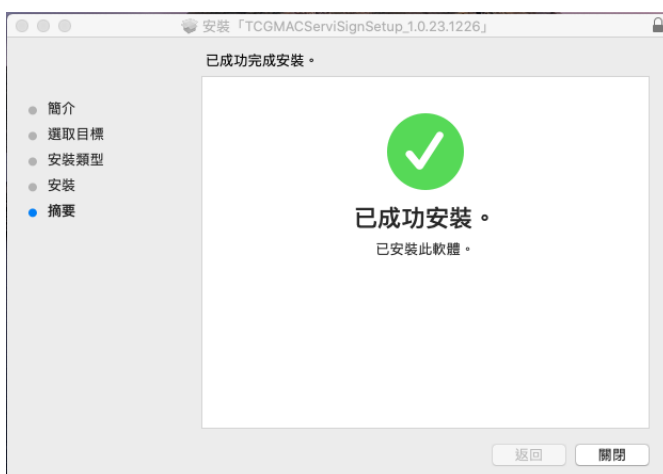 安裝「TCGMACServiSignSetup_1.0.23.1226」
已成功完成安裝。
簡介
選取目標
安裝類型
安裝
摘要
已成功安裝。
已安裝此軟體。
返回
關閉